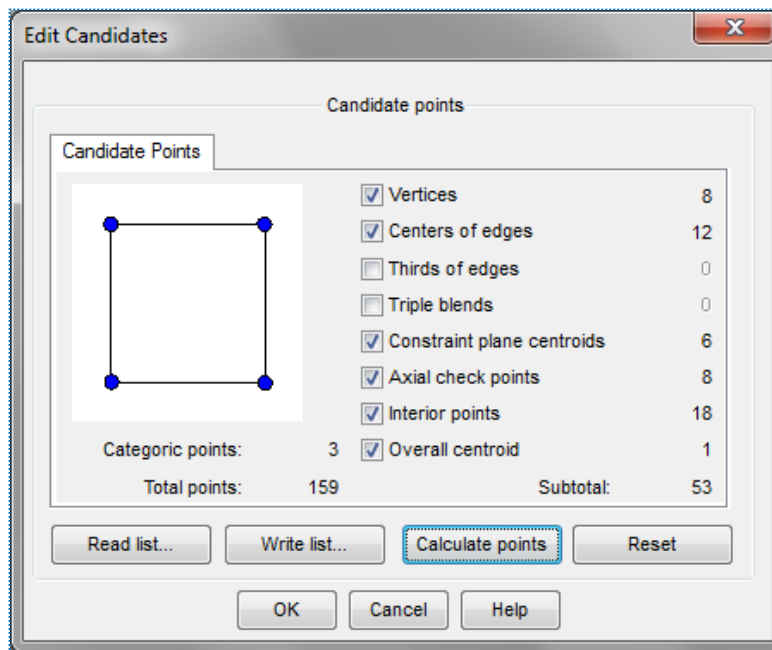 Edit Candidates
Candidate points
Candidate Points
Vertices 8
Centers of edges 12
Thirds of edges 0
Triple blends 0
Constraint plane centroids 6
Axial check points 8
Interior points 18
Categoric points: 3 Overall centroid 1
Total points: 159 Subtotal: 53
Read list... Write list... Calculate points Reset
OK Cancel Help